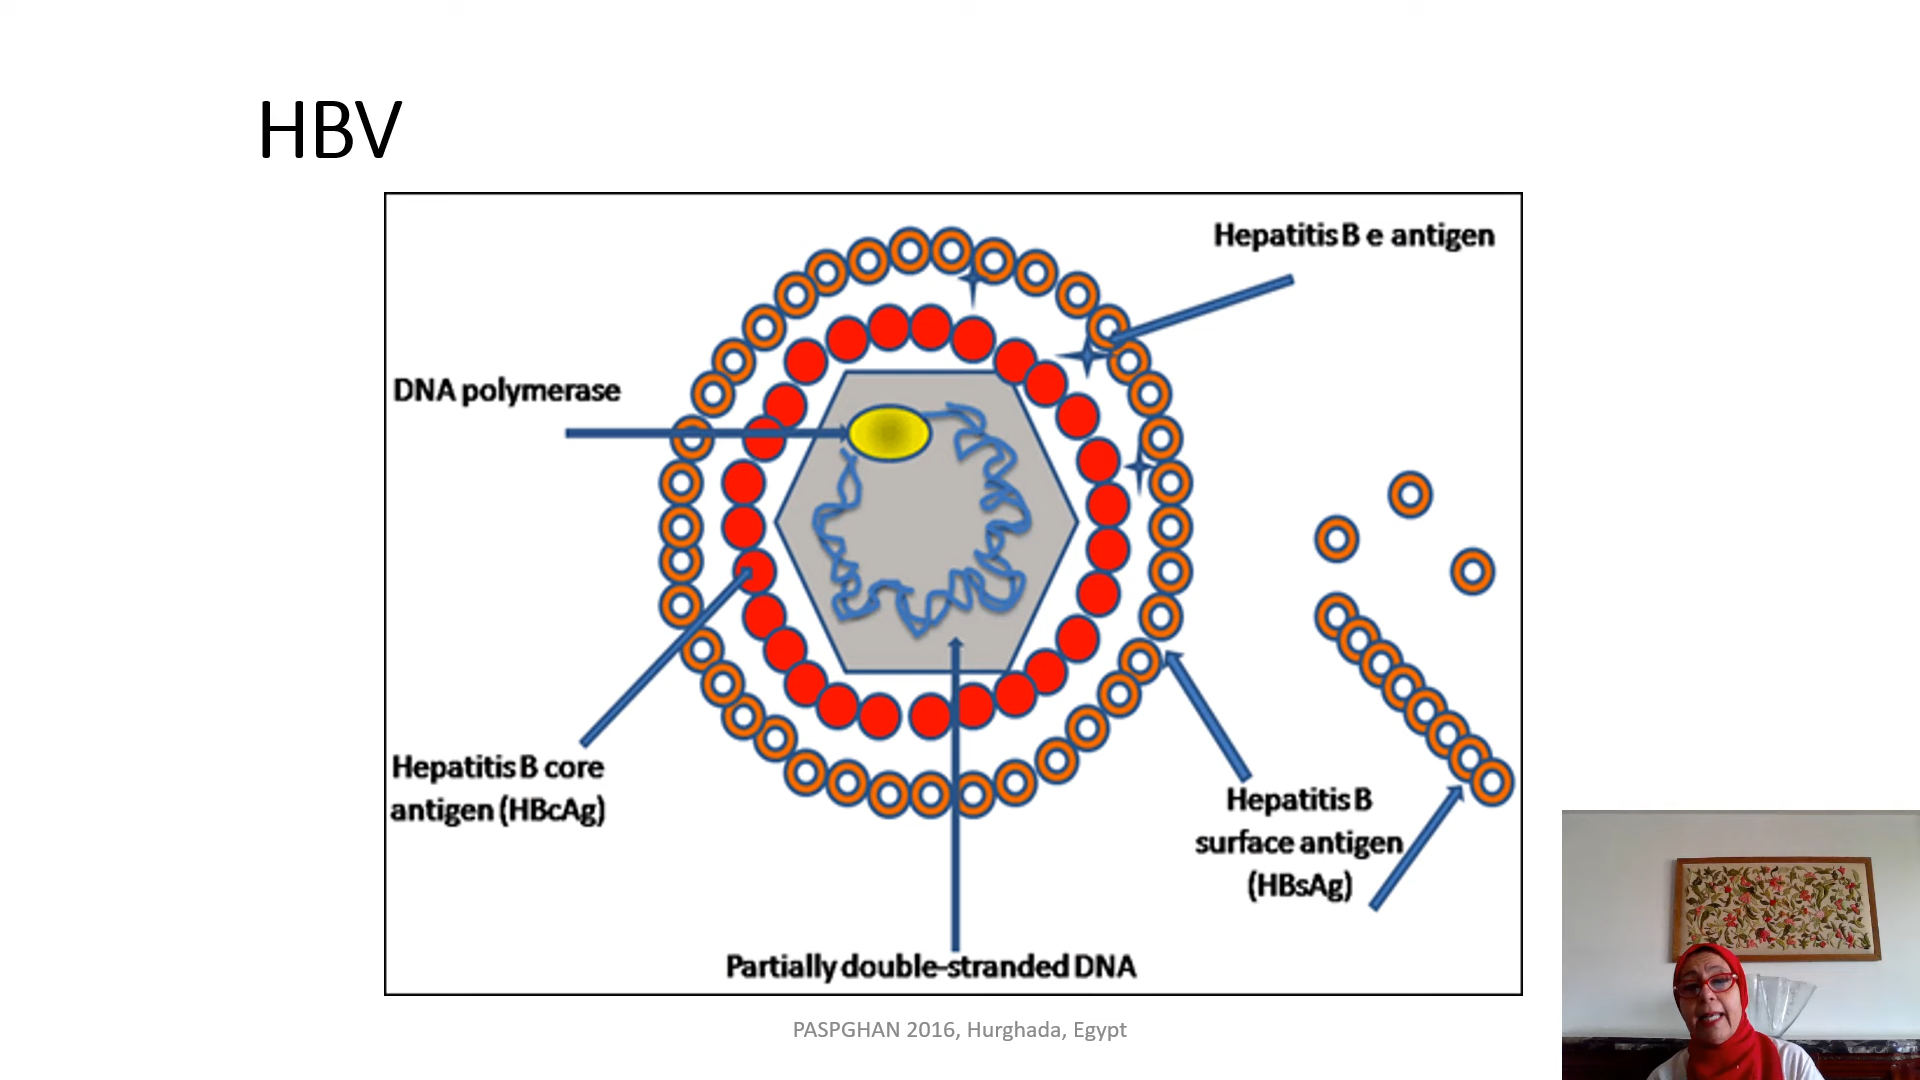 HBV
Hepatitis B e antigen
DNA polymerase
Hepatitis B core
antigen (HBcAg)
Hepatitis B
surface antigen
(HBsAg)
Partially double-stranded DNA
PASPGHAN 2016, Hurghada, Egypt